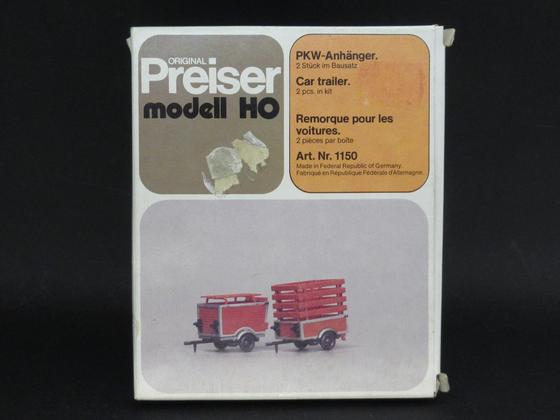 ORIGINAL
Preiser
modell HO
PKW-Anhänger.
2 Stück im Bausatz
Car trailer.
2 pcs. in kit
Remorque pour les
voitures.
2 pièces par boîte
Art. Nr. 1150
Made in Federal Republic of Germany.
Fabriqué en République Fédérale d'Allemagne.